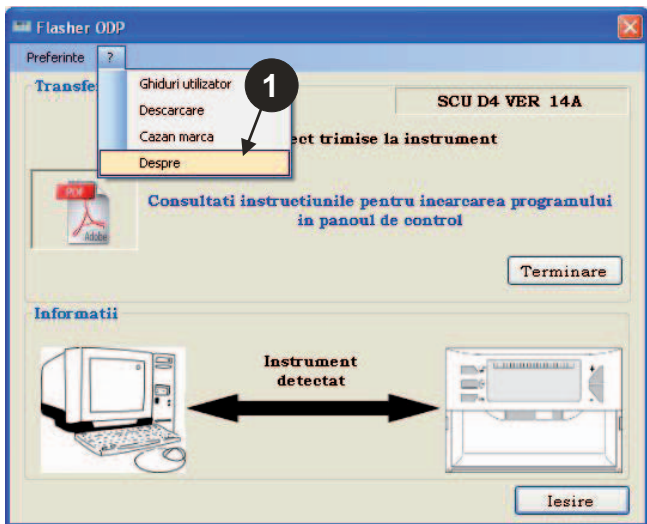 Flasher ODP
Preferinte ?
Ghiduri utilizator
Descarcare
Cazan marca
Despre
1
SCU D4 VER 14A
ect trimise la instrument
PDF
Adobe
Consultati instructiunile pentru incarcarea programului
in panoul de control
Terminare
Informatii
Instrument
detectat
Iesire